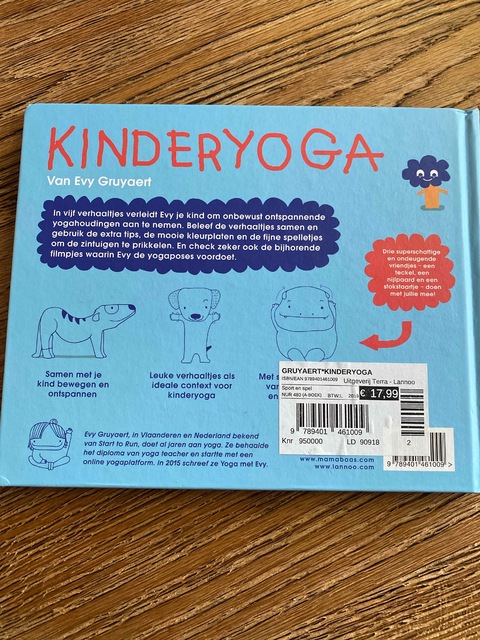 KINDERYOGA
Van Evy Gruyaert
In vijf verhaaltjes verleidt Evy je kind om onbewust ontspannende
yogahoudingen aan te nemen. Beleef de verhaaltjes samen en
gebruik de extra tips, de mooie kleurplaten en de fijne spelletjes
om de zintuigen te prikkelen. En check zeker ook de bijhorende
filmpjes waarin Evy de yogaposes voordoet.
Drie superschattige
en ondeugende
vriendjes – een
teckel, een
nijlpaard en een
stokstaartje – doen
met jullie mee!
Samen met je
kind bewegen en
ontspannen
Leuke verhaaltjes als
ideale context voor
kinderyoga
Met
en
GRUYAERT*KINDERYOGA
ISBN/EAN 9789401461009 Uitgeverij Terra - Lannoo
Sport en spel
NUR 480 (A-BOEK) BTW:L
€ 17,99
9 789401 461009
Knr 950000 LD 90918 2
Evy Gruyaert, in Vlaanderen en Nederland bekend
van Start to Run, doet al jaren aan yoga. Ze behaalde
het diploma van yoga teacher en startte met een
online yogaplatform. In 2015 schreef ze Yoga met Evy.
www.mamabaas.com
www.lannoo.com
9 789401 461009 >